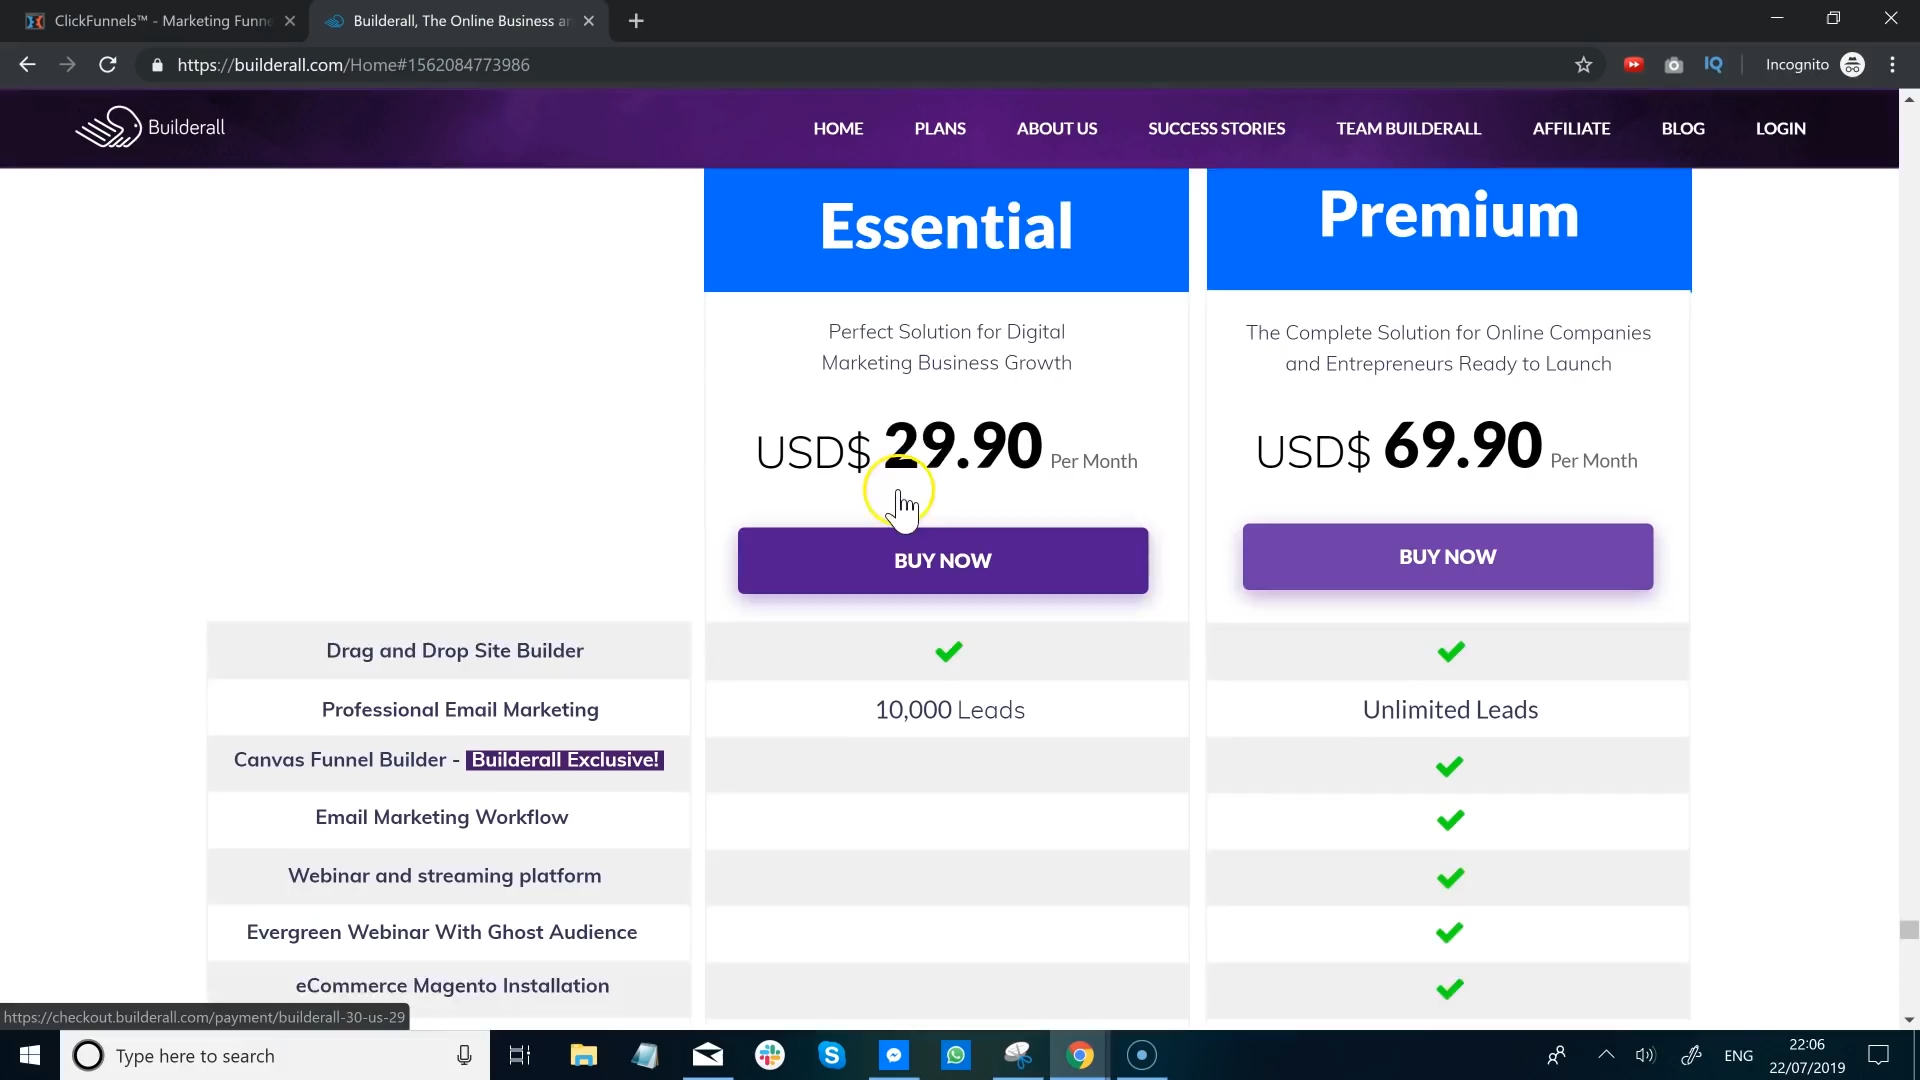 ClickFunnels™ - Marketing Funne
Builderall, The Online Business an
https://builderall.com/Home#1562084773986
IQ
Incognito
Builderall
HOME
PLANS
ABOUT US
SUCCESS STORIES
TEAM BUILDERALL
AFFILIATE
BLOG
LOGIN
Essential
Premium
Perfect Solution for Digital
Marketing Business Growth
The Complete Solution for Online Companies
and Entrepreneurs Ready to Launch
USD$ 29.90 Per Month
USD$ 69.90 Per Month
BUY NOW
BUY NOW
Drag and Drop Site Builder
Professional Email Marketing
10,000 Leads
Unlimited Leads
Canvas Funnel Builder - Builderall Exclusive!
Email Marketing Workflow
Webinar and streaming platform
Evergreen Webinar With Ghost Audience
eCommerce Magento Installation
https://checkout.builderall.com/payment/builderall-30-us-29
Type here to search
ENG
22:06
22/07/2019